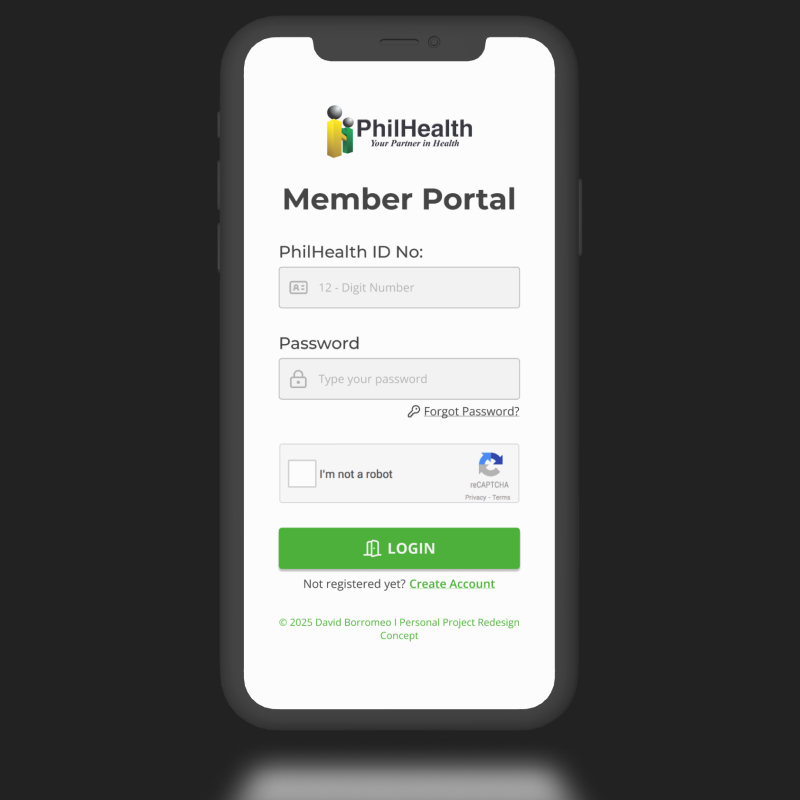 PhilHealth
Your Partner in Health
Member Portal
PhilHealth ID No:
12 - Digit Number
Password
Type your password
Forgot Password?
I'm not a robot
reCAPTCHA
Privacy - Terms
LOGIN
Not registered yet? Create Account
© 2025 David Borromeo I Personal Project Redesign
Concept